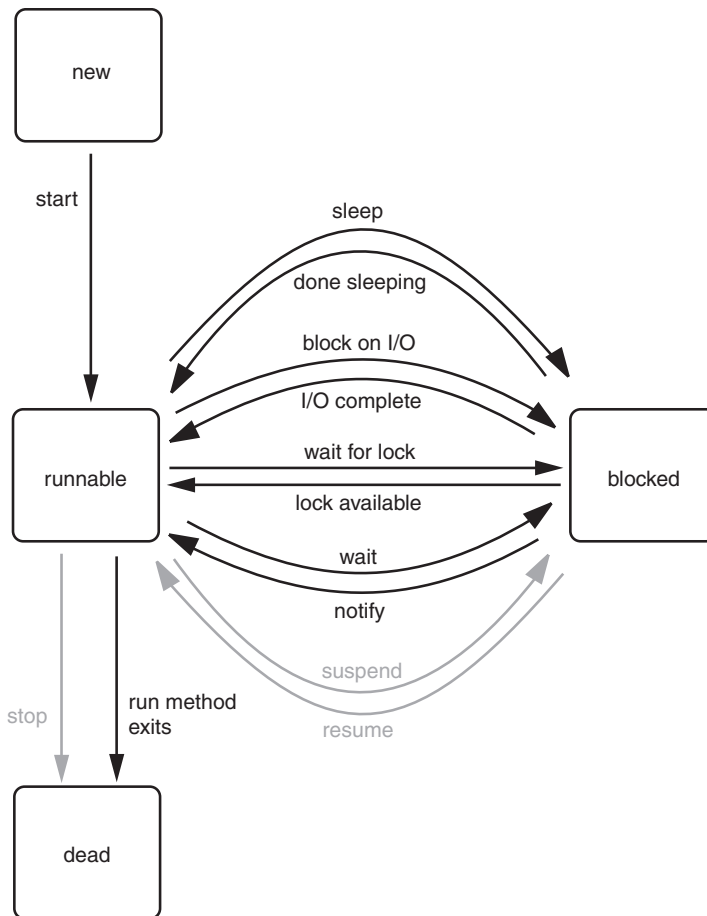 new
start
sleep
done sleeping
block on I/O
I/O complete
wait for lock
runnable
blocked
lock available
wait
notify
suspend
resume
stop
run method
exits
dead